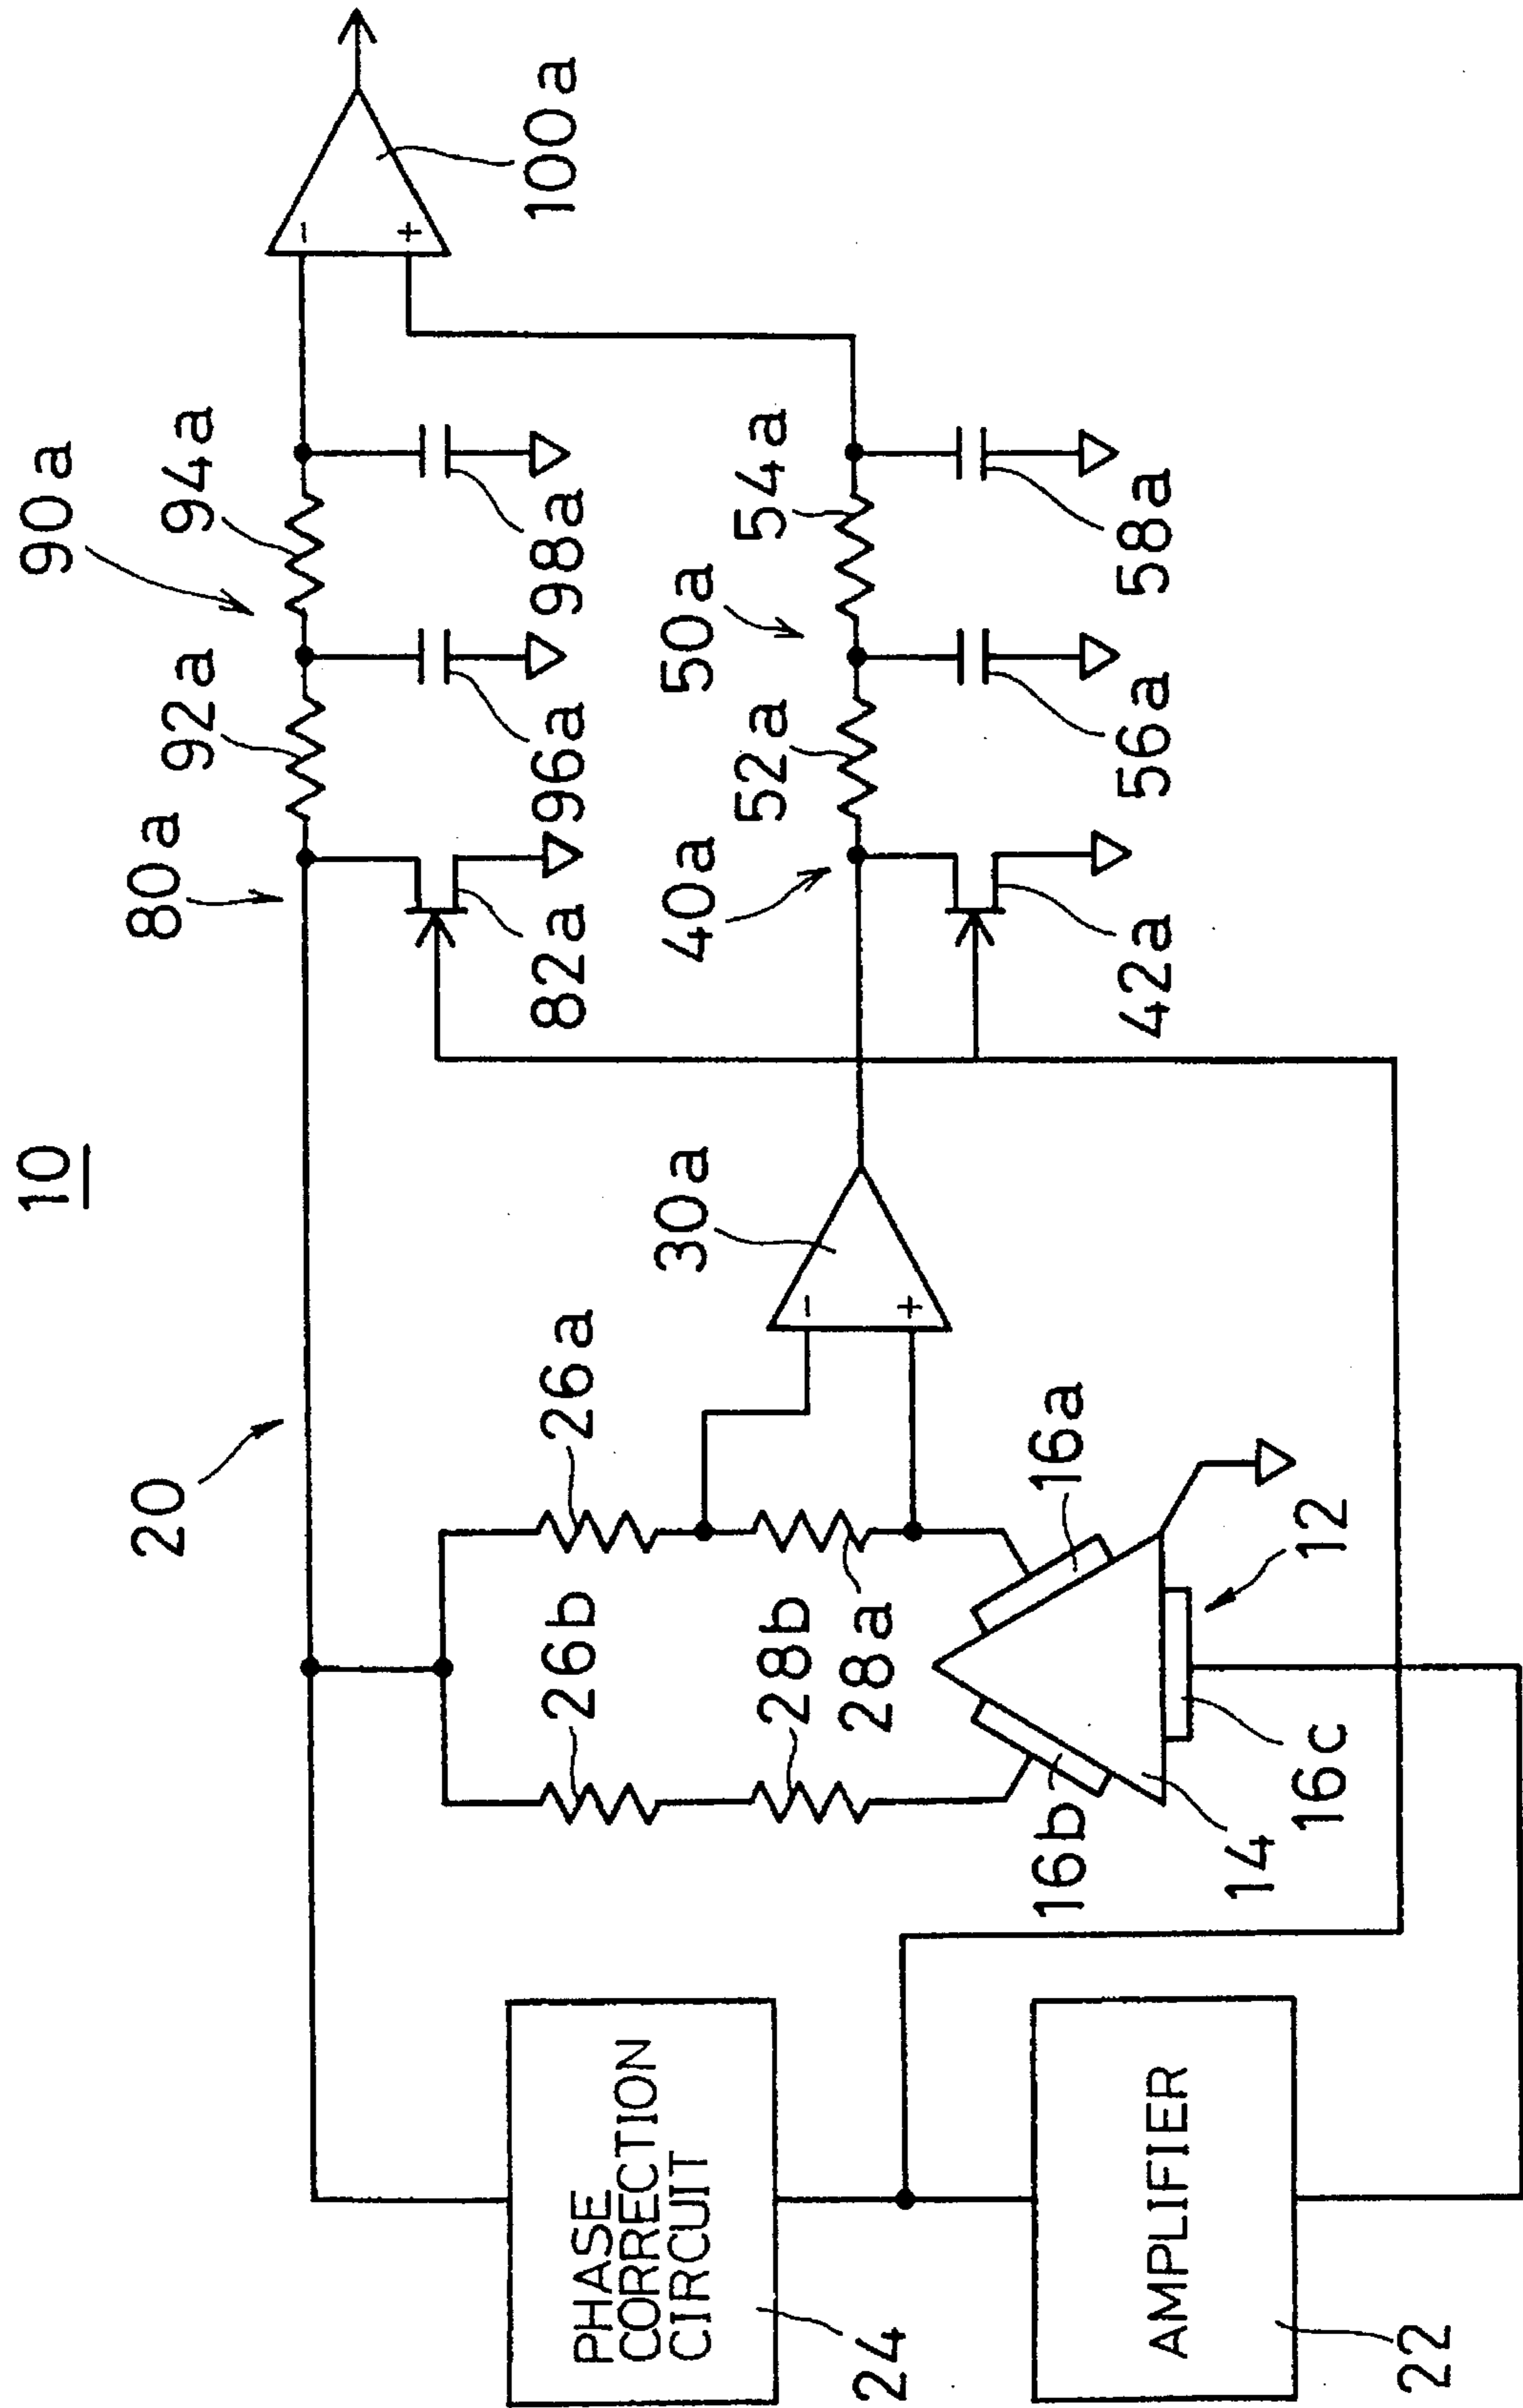 10
20
80a
90a
92a
94a
96a
98a
82a
100a
-
+
26a
26b
28b
28a
30a
-
+
40a
50a
52a
54a
56a
58a
42a
16a
16b
16c
12
14
PHASE
CORRECTION
CIRCUIT
24
AMPLIFIER
22